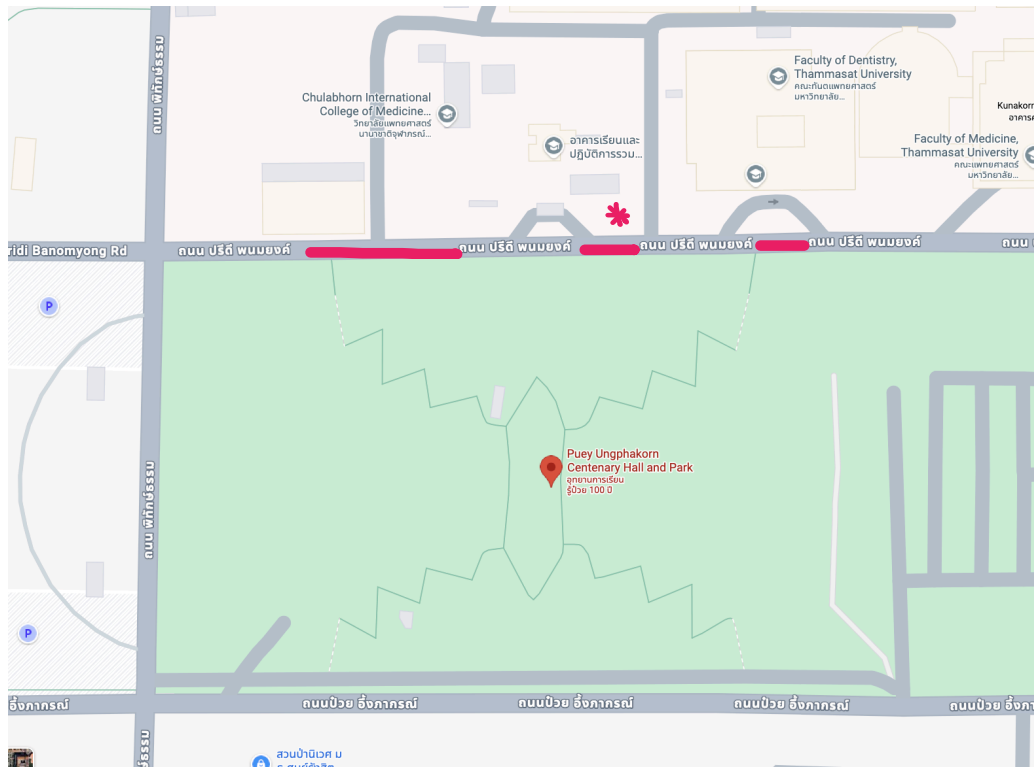 ถนน พิทักษ์ธรรม
Faculty of Dentistry,
Thammasat University
คณะทันตแพทยศาสตร์
มหาวิทยาลัย...
Chulabhorn International
College of Medicine...
วิทยาลัยแพทยศาสตร์
นานาชาติจุฬาภรณ์...
Kunakorn
อาคารค
อาคารเรียนและ
ปฏิบัติการรวม...
Faculty of Medicine,
Thammasat University
คณะแพทยศาสตร์
มหาวิทยาลัย...
ridi Banomyong Rd
ถนน ปรีดี พนมยงค์
ถนน ปรีดี พนมยงค์
ถนน ปรีดี พนมยงค์
ถนน ปรีดี พนมยงค์
ถนน
P
Puey Ungphakorn
Centenary Hall and Park
อุทยานการเรียน
รู้ป๋วย 100 ปี
ถนน พิทักษ์ธรรม
P
อึ๊งภากรณ์
ถนนป๋วย อึ๊งภากรณ์
ถนนป๋วย อึ๊งภากรณ์
ถนนป๋วย อึ๊งภากรณ์
ถนนป๋วย อึ๊งภา
สวนป๋านิเวศ ม